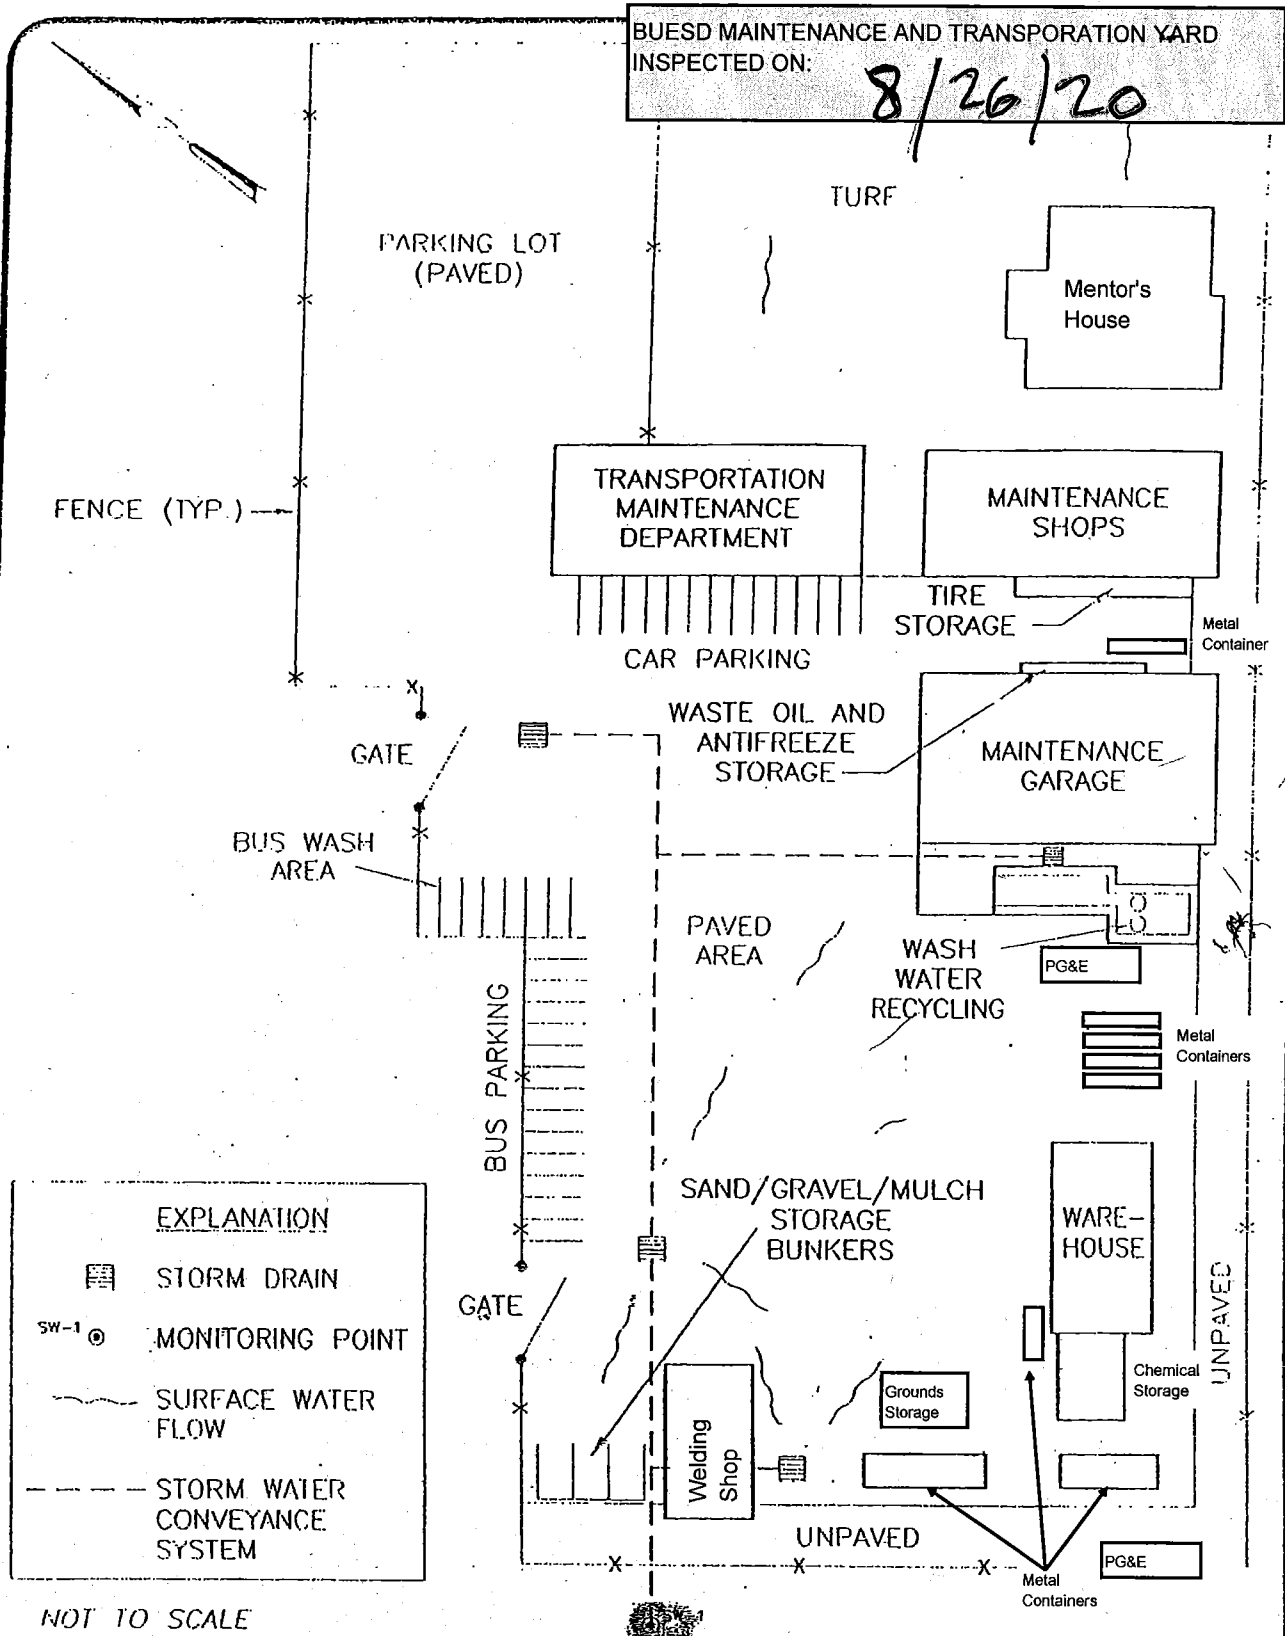 BUESD MAINTENANCE AND TRANSPORATION YARD
INSPECTED ON:
8/26/20
TURF
PARKING LOT
(PAVED)
Mentor's
House
FENCE (TYP.)
TRANSPORTATION
MAINTENANCE
DEPARTMENT
MAINTENANCE
SHOPS
TIRE
STORAGE
Metal
Container
CAR PARKING
WASTE OIL AND
ANTIFREEZE
STORAGE
MAINTENANCE
GARAGE
GATE
BUS WASH
AREA
PAVED
AREA
WASH
WATER
RECYCLING
PG&E
BUS PARKING
Metal
Containers
SAND/GRAVEL/MULCH
STORAGE
BUNKERS
WARE-
HOUSE
UNPAVED
GATE
Chemical
Storage
Grounds
Storage
Welding
Shop
UNPAVED
PG&E
Metal
Containers
EXPLANATION
STORM DRAIN
SW-1
MONITORING POINT
SURFACE WATER
FLOW
STORM WATER
CONVEYANCE
SYSTEM
NOT TO SCALE